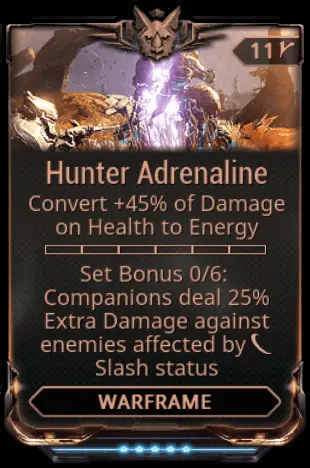 11
Hunter Adrenaline
Convert +45% of Damage
on Health to Energy
Set Bonus 0/6:
Companions deal 25%
Extra Damage against
enemies affected by
Slash status
WARFRAME